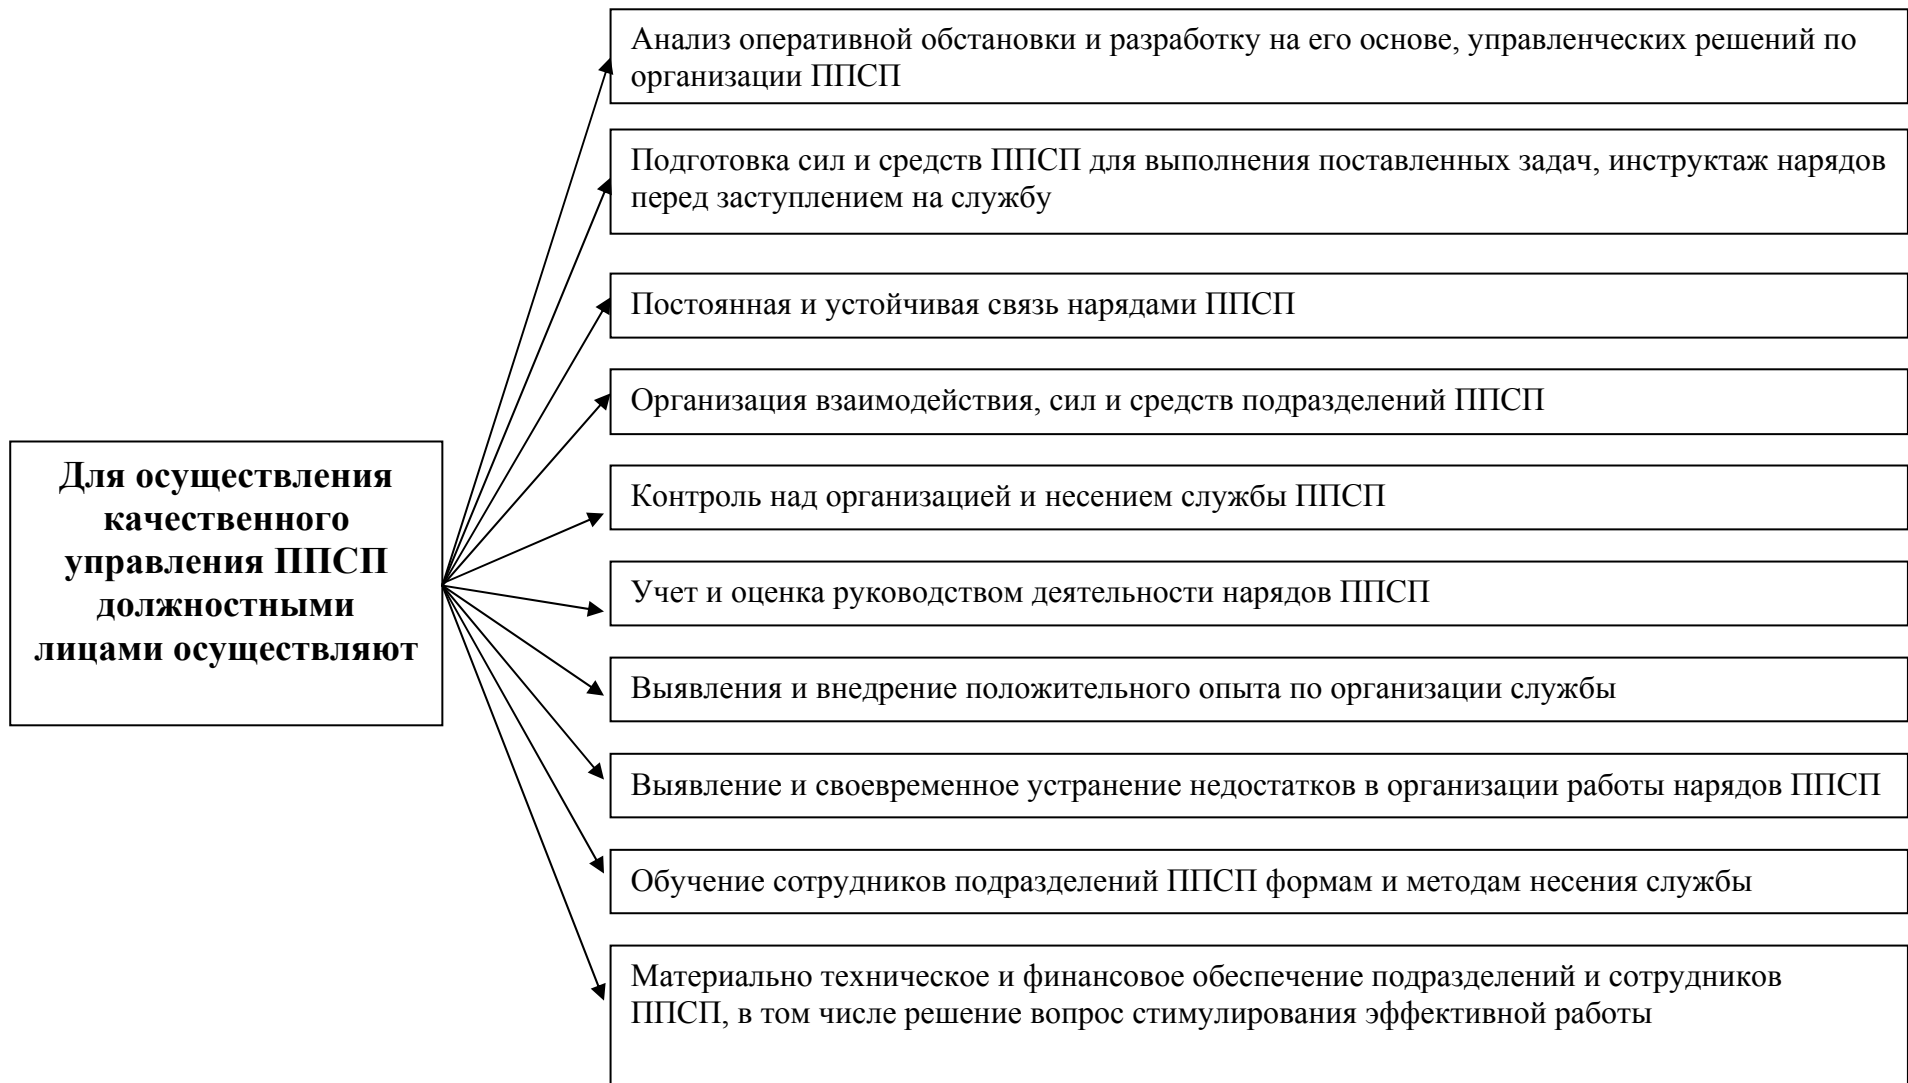 Анализ оперативной обстановки и разработку на его основе, управленческих решений по
организации ППСП
Подготовка сил и средств ППСП для выполнения поставленных задач, инструктаж нарядов
перед заступлением на службу
Постоянная и устойчивая связь нарядами ППСП
Организация взаимодействия, сил и средств подразделений ППСП
Для осуществления
качественного
управления ППСП
должностными
лицами осуществляют
Контроль над организацией и несением службы ППСП
Учет и оценка руководством деятельности нарядов ППСП
Выявления и внедрение положительного опыта по организации службы
Выявление и своевременное устранение недостатков в организации работы нарядов ППСП
Обучение сотрудников подразделений ППСП формам и методам несения службы
Материально техническое и финансовое обеспечение подразделений и сотрудников
ППСП, в том числе решение вопрос стимулирования эффективной работы